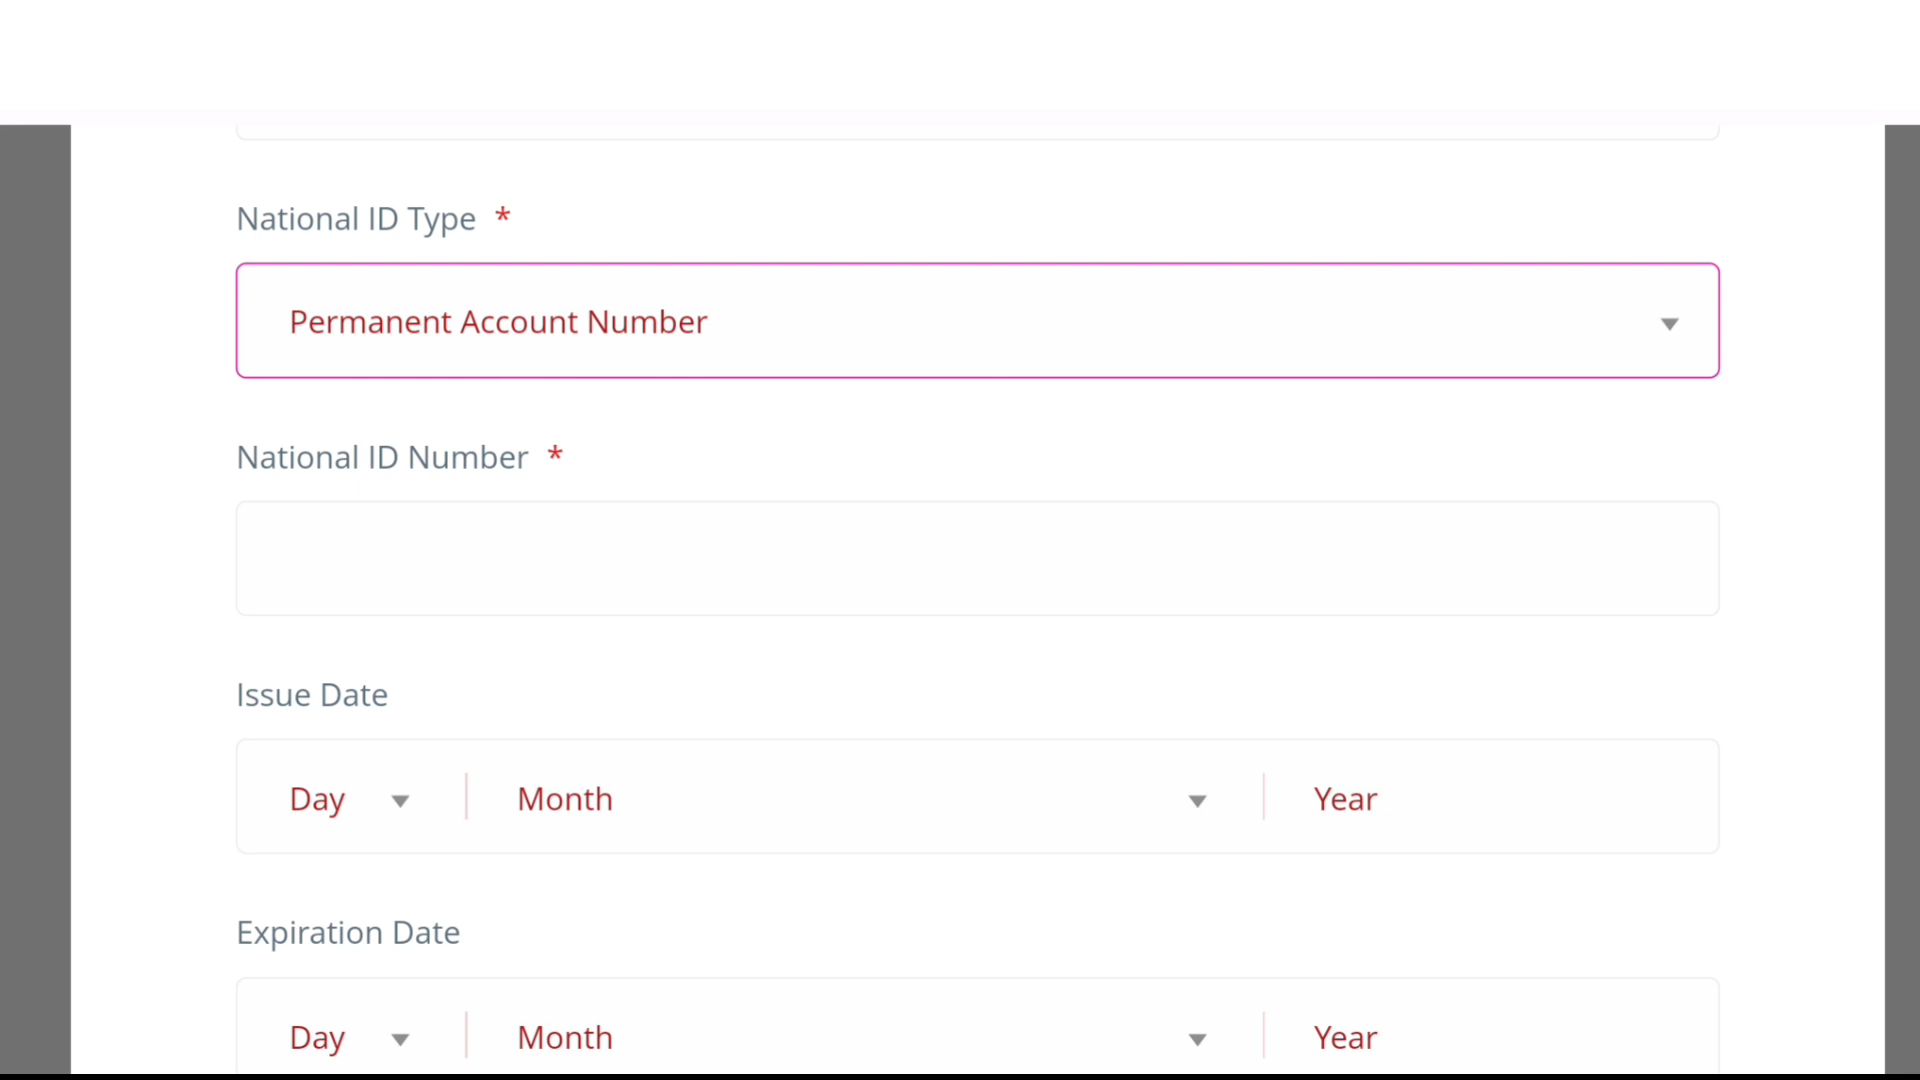 National ID Type *
Permanent Account Number
National ID Number *
Issue Date
Day Month Year
Expiration Date
Day Month Year